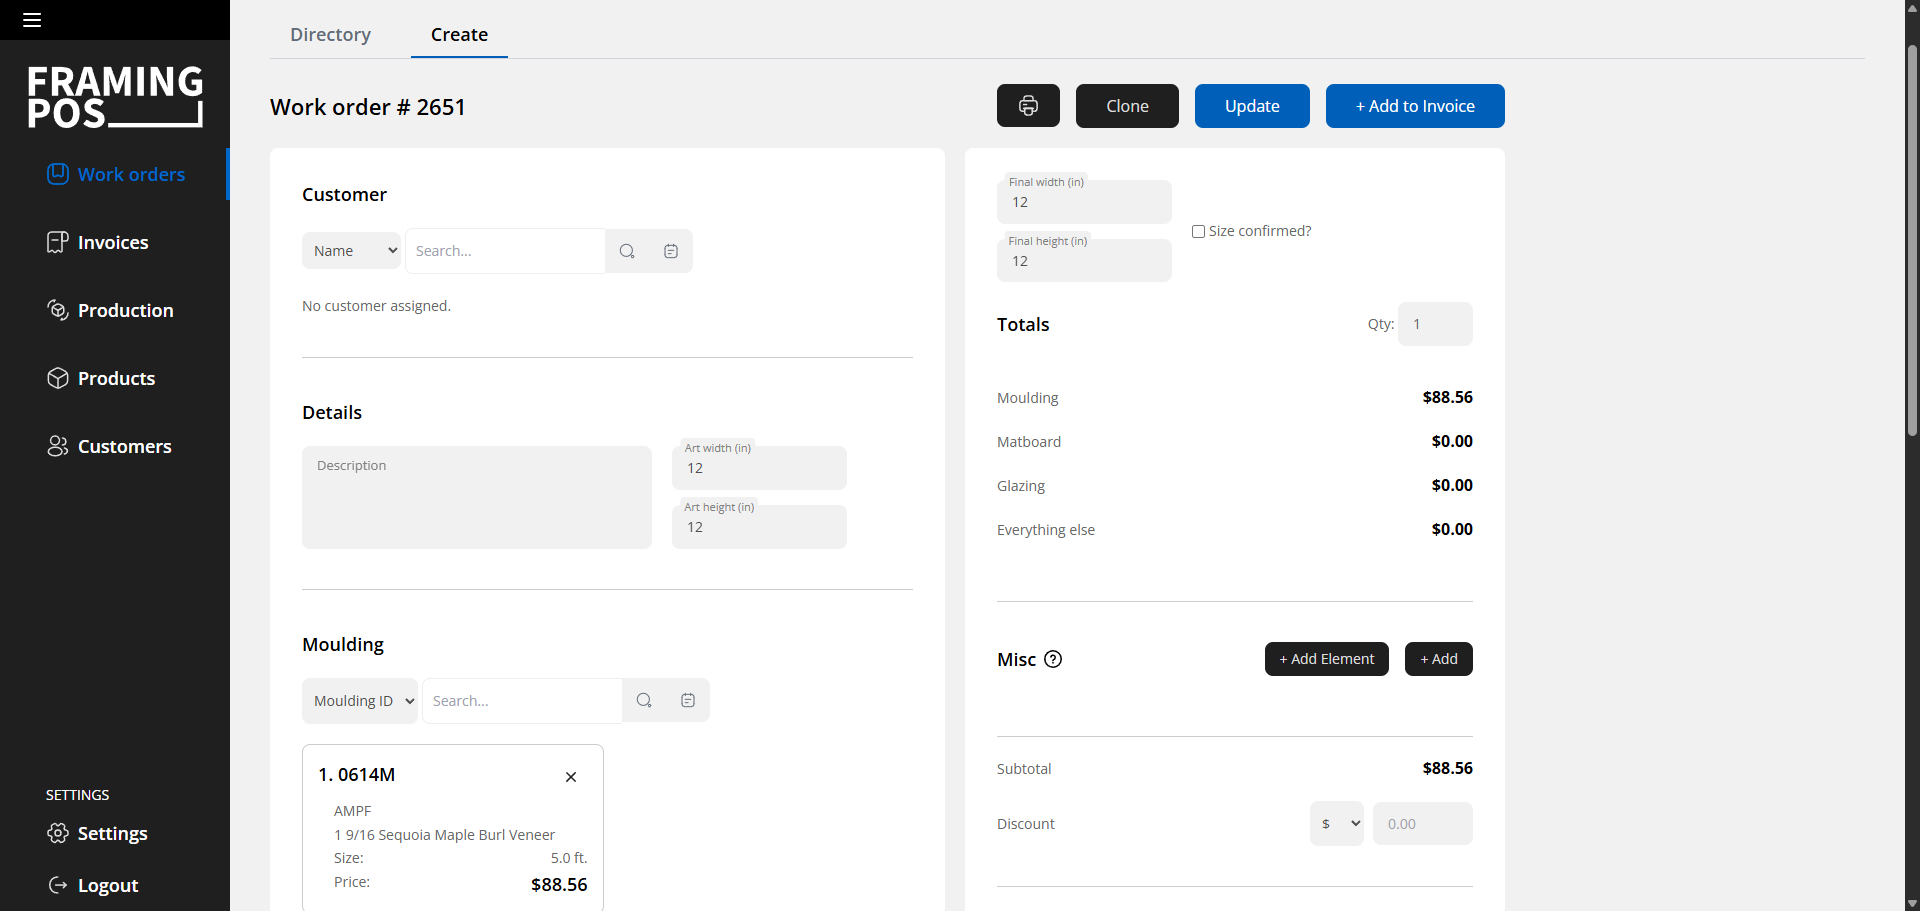 FRAMING
POS
Work orders
Invoices
Production
Products
Customers
SETTINGS
Settings
Logout
Directory
Create
Work order # 2651
Clone
Update
+ Add to Invoice
Customer
Name
Search...
No customer assigned.
Details
Description
Art width (in)
12
Art height (in)
12
Moulding
Moulding ID
Search...
1. 0614M
AMPF
1 9/16 Sequoia Maple Burl Veneer
Size: 5.0 ft.
Price: $88.56
Final width (in)
12
Final height (in)
12
Size confirmed?
Totals
Qty: 1
Moulding $88.56
Matboard $0.00
Glazing $0.00
Everything else $0.00
Misc ?
+ Add Element
+ Add
Subtotal $88.56
Discount $ 0.00